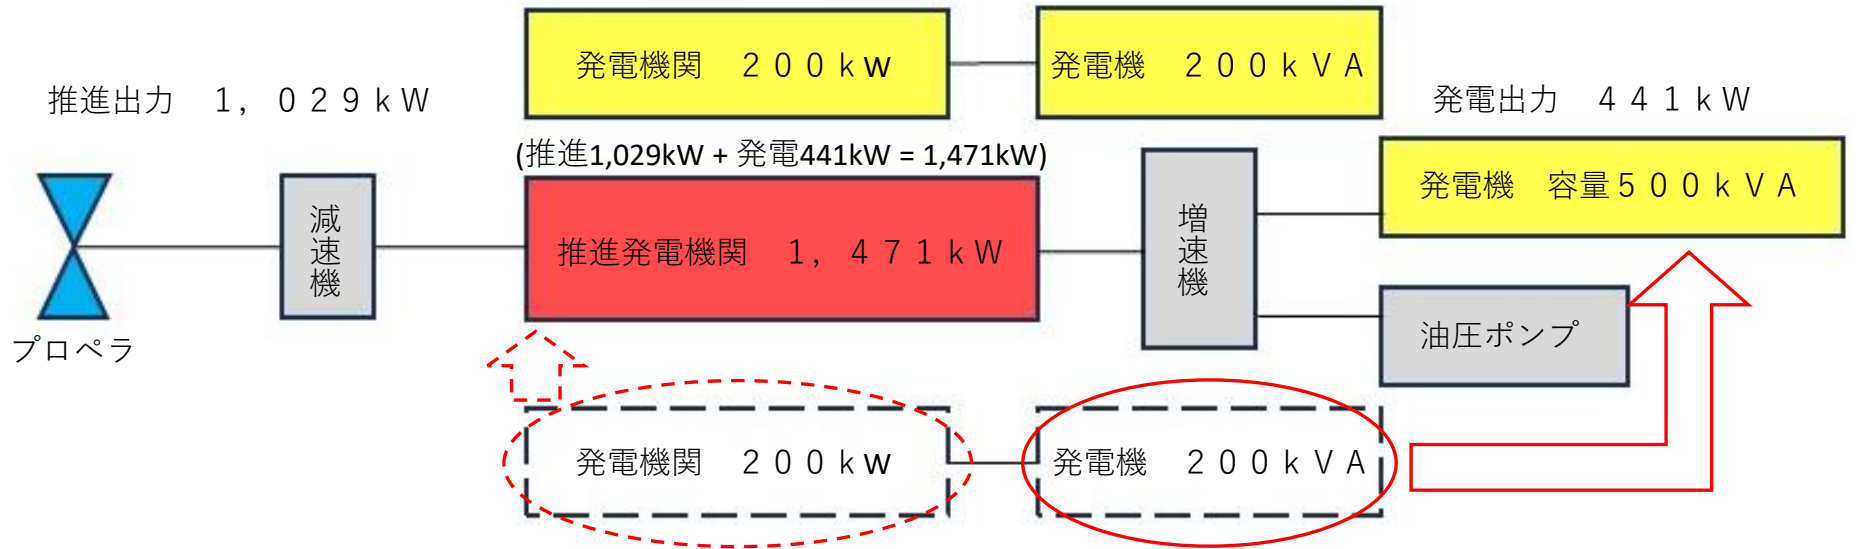 発電機関　２００ｋｗ
発電機　２００ｋＶＡ
推進出力　１，０２９ｋＷ
発電出力　４４１ｋＷ
(推進1,029kW + 発電441kW = 1,471kW)
減速機
推進発電機関　１，４７１ｋＷ
増速機
発電機　容量５００ｋＶＡ
プロペラ
油圧ポンプ
発電機関　２００ｋｗ
発電機　２００ｋＶＡ